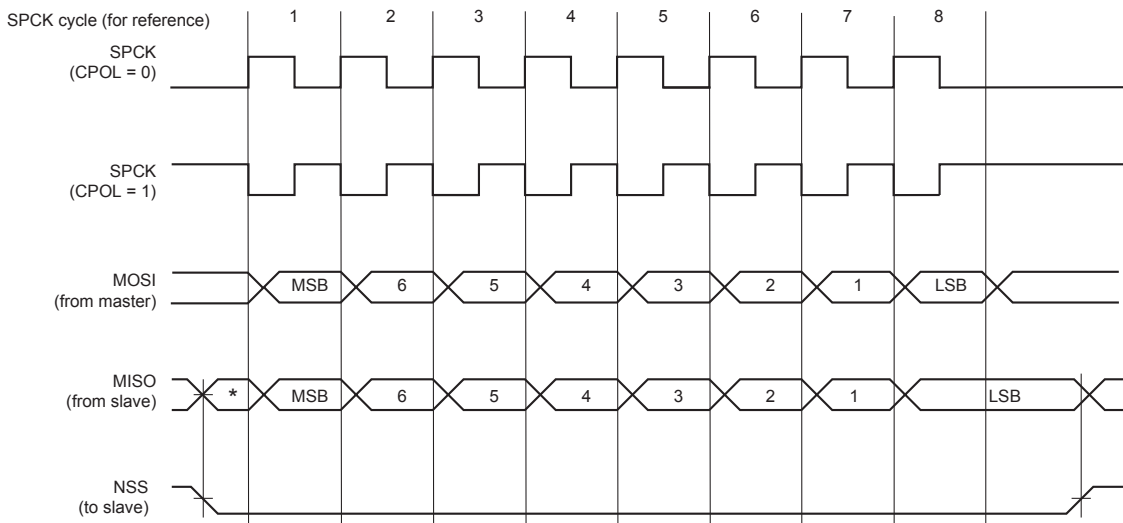 SPCK cycle (for reference) 1 2 3 4 5 6 7 8
SPCK
(CPOL = 0)
SPCK
(CPOL = 1)
MOSI
(from master)
MSB 6 5 4 3 2 1 LSB
MISO
(from slave)
* MSB 6 5 4 3 2 1 LSB
NSS
(to slave)